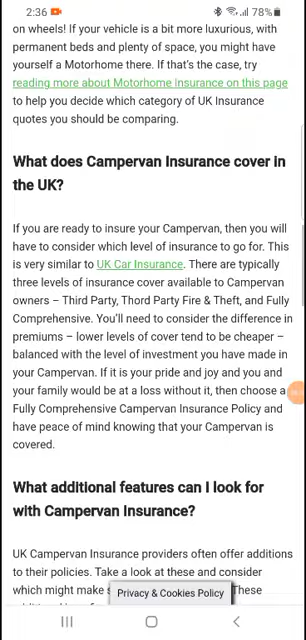 2:36 78%
on wheels! If your vehicle is a bit more luxurious, with
permanent beds and plenty of space, you might have
yourself a Motorhome there. If that's the case, try
reading more about Motorhome Insurance on this page
to help you decide which category of UK Insurance
quotes you should be comparing.
What does Campervan Insurance cover in
the UK?
If you are ready to insure your Campervan, then you will
have to consider which level of insurance to go for. This
is very similar to UK Car Insurance. There are typically
three levels of insurance cover available to Campervan
owners – Third Party, Thord Party Fire & Theft, and Fully
Comprehensive. You'll need to consider the difference in
premiums – lower levels of cover tend to be cheaper –
balanced with the level of investment you have made in
your Campervan. If it is your pride and joy and you and
your family would be at a loss without it, then choose a
Fully Comprehensive Campervan Insurance Policy and
have peace of mind knowing that your Campervan is
covered.
What additional features can I look for
with Campervan Insurance?
UK Campervan Insurance providers often offer additions
to their policies. Take a look at these and consider
which might make These
Privacy & Cookies Policy